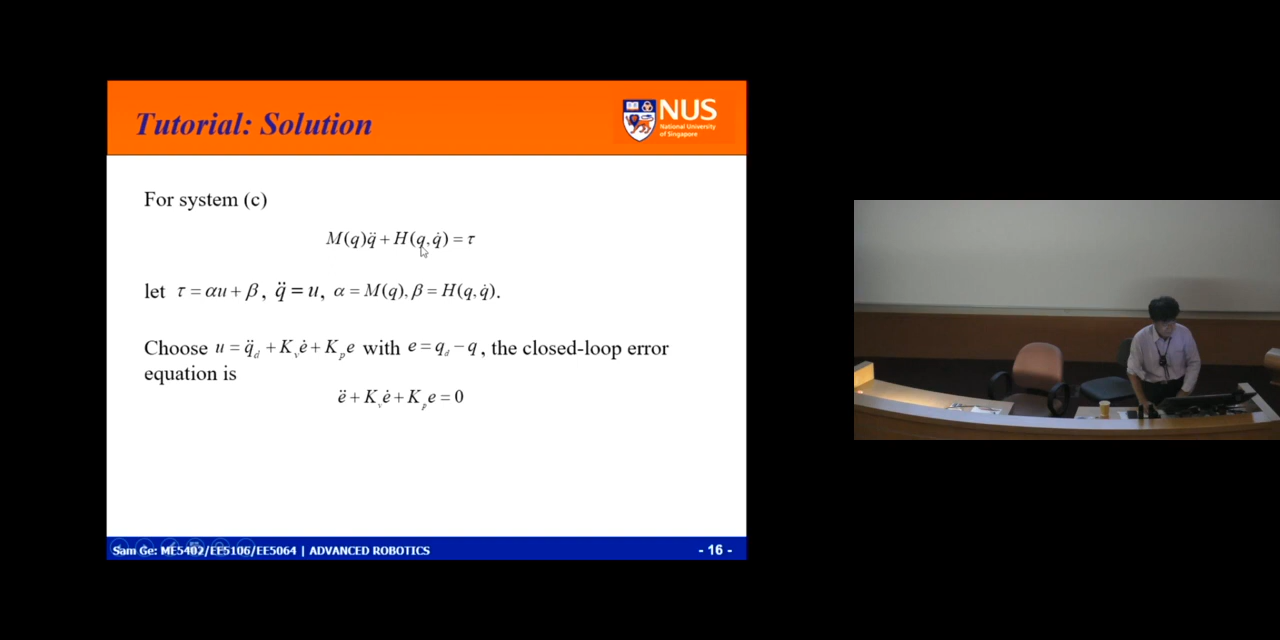 Tutorial: Solution
NUS
National University
of Singapore
For system (c)
M(q)q̈ + H(q,q̇) = τ
let τ = αu + β, q̈ = u, α = M(q), β = H(q,q̇).
Choose u = q̈_d + K_v ė + K_p e with e = q_d − q, the closed-loop error
equation is
ë + K_v ė + K_p e = 0
Sam Ge: ME5402/EE5106/EE5064 | ADVANCED ROBOTICS
- 16 -